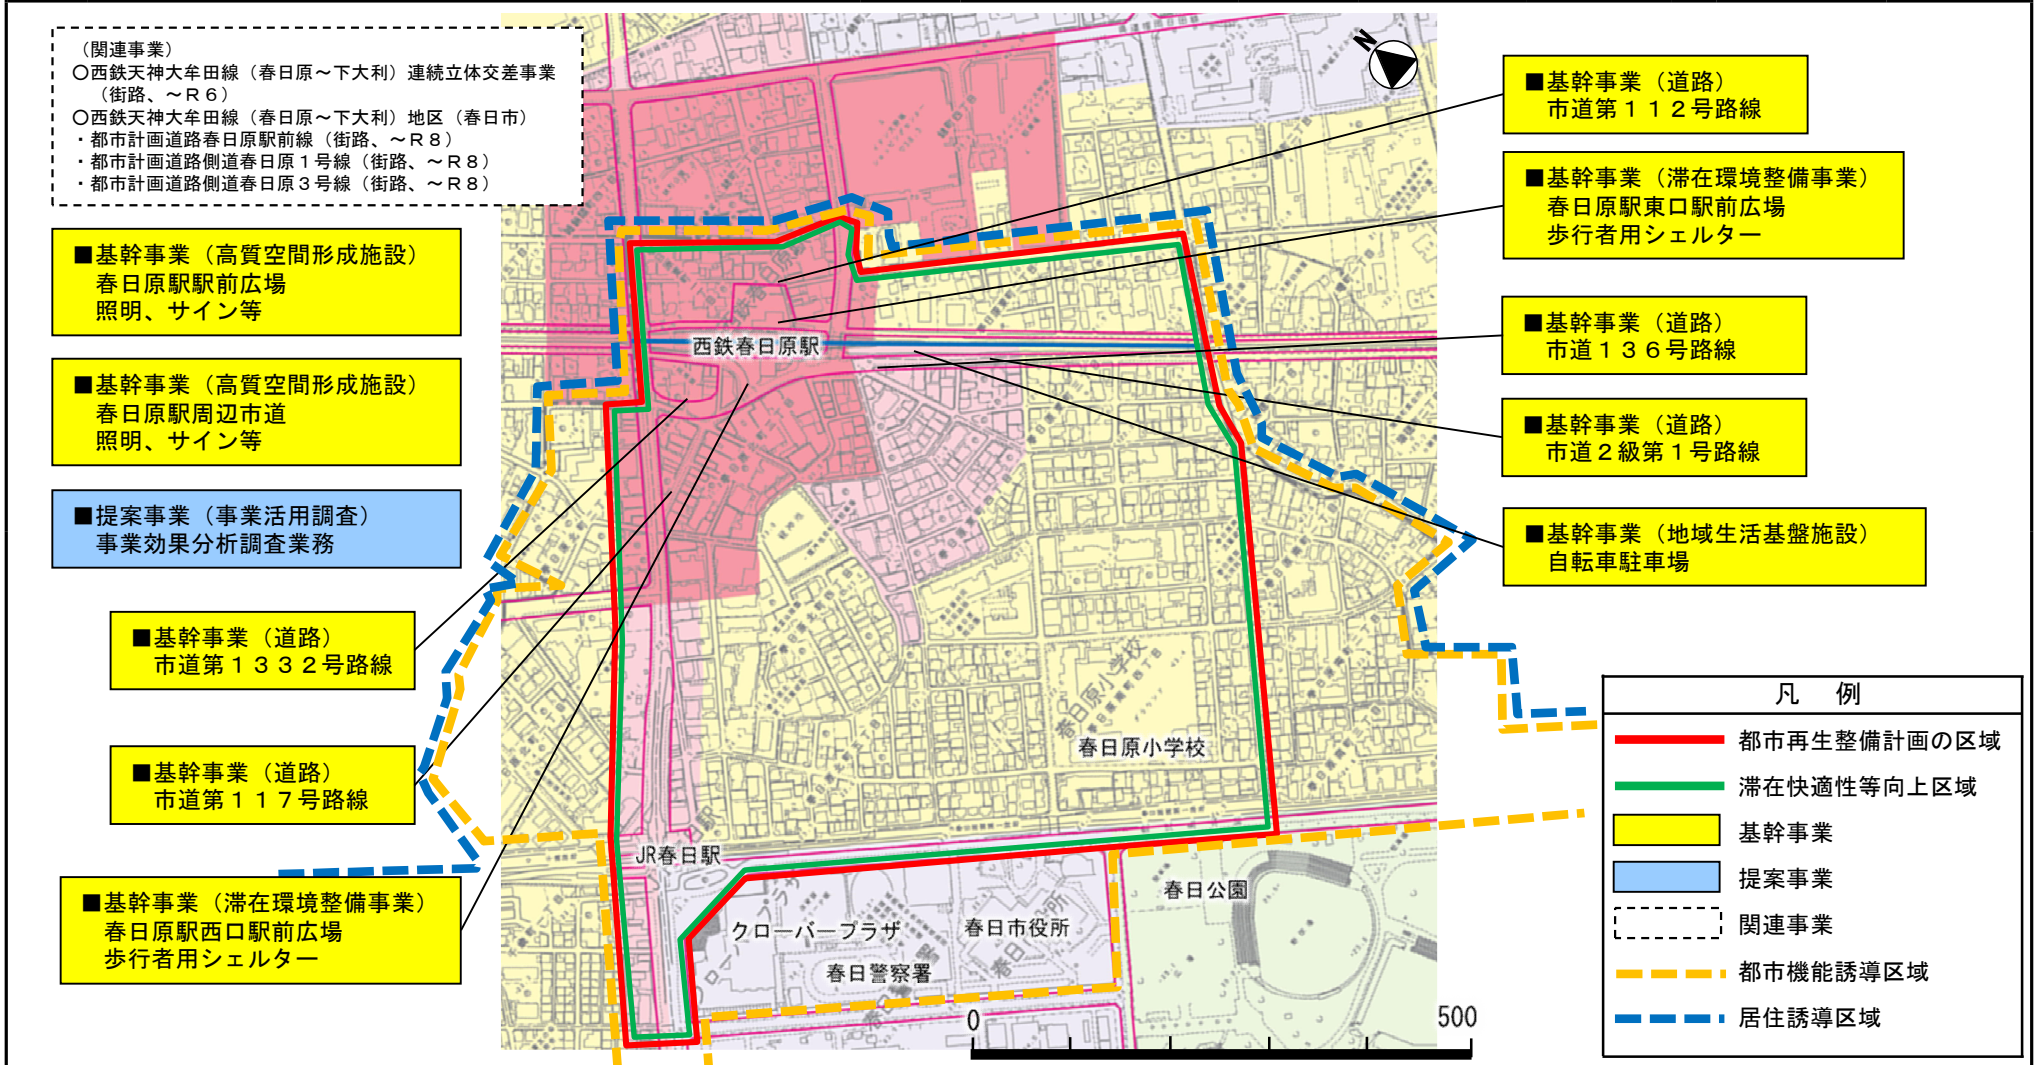 （関連事業）
○西鉄天神大牟田線（春日原～下大利）連続立体交差事業
（街路、～Ｒ６）
○西鉄天神大牟田線（春日原～下大利）地区（春日市）
・都市計画道路春日原駅前線（街路、～Ｒ８）
・都市計画道路側道春日原１号線（街路、～Ｒ８）
・都市計画道路側道春日原３号線（街路、～Ｒ８）
■基幹事業（高質空間形成施設）
春日原駅駅前広場
照明、サイン等
■基幹事業（高質空間形成施設）
春日原駅周辺市道
照明、サイン等
■提案事業（事業活用調査）
事業効果分析調査業務
■基幹事業（道路）
市道第１３３２号路線
■基幹事業（道路）
市道第１１７号路線
■基幹事業（滞在環境整備事業）
春日原駅西口駅前広場
歩行者用シェルター
N
西鉄春日原駅
春日原小学校
春日原小学校
JR春日駅
クローバープラザ
春日市役所
春日警察署
春日公園
0
500
■基幹事業（道路）
市道第１１２号路線
■基幹事業（滞在環境整備事業）
春日原駅東口駅前広場
歩行者用シェルター
■基幹事業（道路）
市道１３６号路線
■基幹事業（道路）
市道２級第１号路線
■基幹事業（地域生活基盤施設）
自転車駐車場
凡　例
都市再生整備計画の区域
滞在快適性等向上区域
基幹事業
提案事業
関連事業
都市機能誘導区域
居住誘導区域